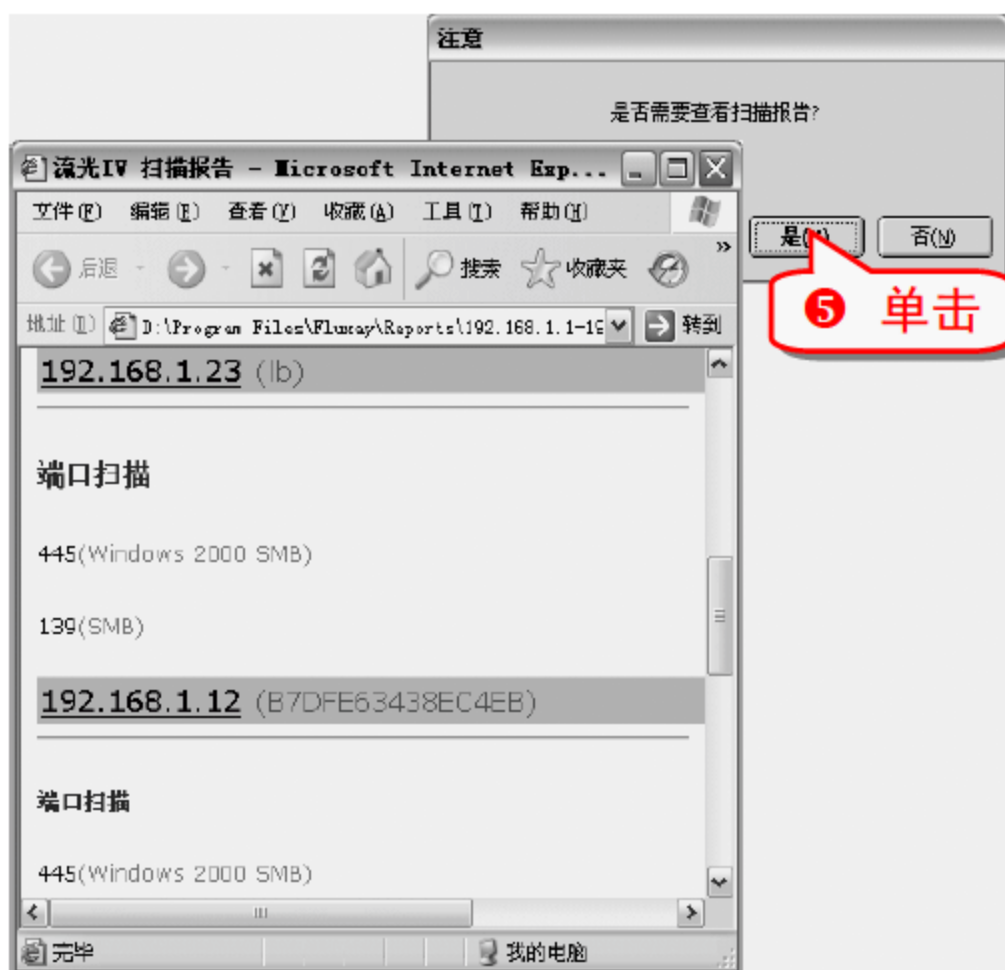 注意
是否需要查看扫描报告?
流光IV 扫描报告 - Microsoft Internet Exp...
文件(F) 编辑(E) 查看(V) 收藏(A) 工具(T) 帮助(H)
后退 搜索 收藏夹 »
是(Y) 否(N)
❺ 单击
地址(D) D:\Program Files\Fluxay\Reports\192.168.1.1-19 转到
192.168.1.23 (lb)
端口扫描
445(Windows 2000 SMB)
139(SMB)
192.168.1.12 (B7DFE63438EC4EB)
端口扫描
445(Windows 2000 SMB)
完毕 我的电脑